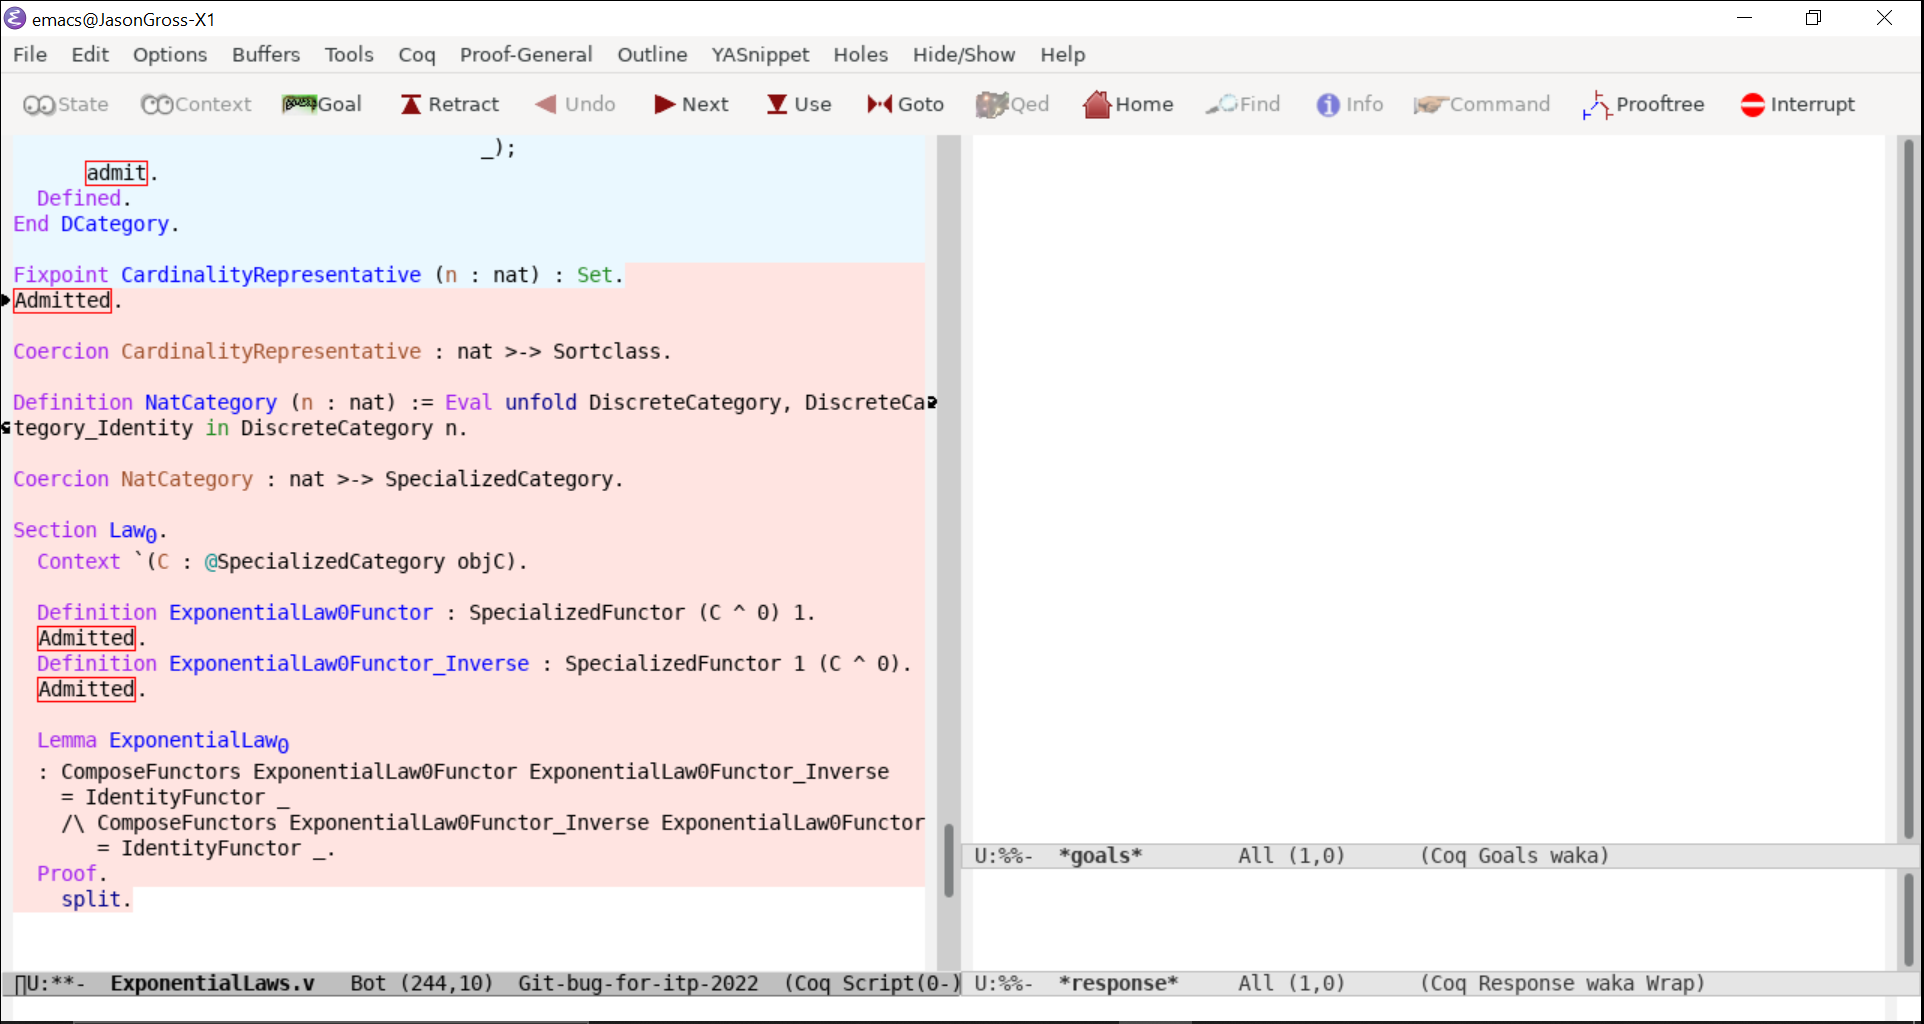 emacs@JasonGross-X1
File Edit Options Buffers Tools Coq Proof-General Outline YASnippet Holes Hide/Show Help
State Context Goal Retract Undo Next Use Goto Qed Home Find Info Command Prooftree Interrupt
_);
admit.
Defined.
End DCategory.
Fixpoint CardinalityRepresentative (n : nat) : Set.
Admitted.
Coercion CardinalityRepresentative : nat >-> Sortclass.
Definition NatCategory (n : nat) := Eval unfold DiscreteCategory, DiscreteCa
tegory_Identity in DiscreteCategory n.
Coercion NatCategory : nat >-> SpecializedCategory.
Section Law₀.
Context `(C : @SpecializedCategory objC).
Definition ExponentialLaw0Functor : SpecializedFunctor (C ^ 0) 1.
Admitted.
Definition ExponentialLaw0Functor_Inverse : SpecializedFunctor 1 (C ^ 0).
Admitted.
Lemma ExponentialLaw₀
: ComposeFunctors ExponentialLaw0Functor ExponentialLaw0Functor_Inverse
= IdentityFunctor _
/\ ComposeFunctors ExponentialLaw0Functor_Inverse ExponentialLaw0Functor
= IdentityFunctor _.
Proof.
split.
U:**- ExponentialLaws.v Bot (244,10) Git-bug-for-itp-2022 (Coq Script(0-)
U:%%- *goals* All (1,0) (Coq Goals waka)
U:%%- *response* All (1,0) (Coq Response waka Wrap)